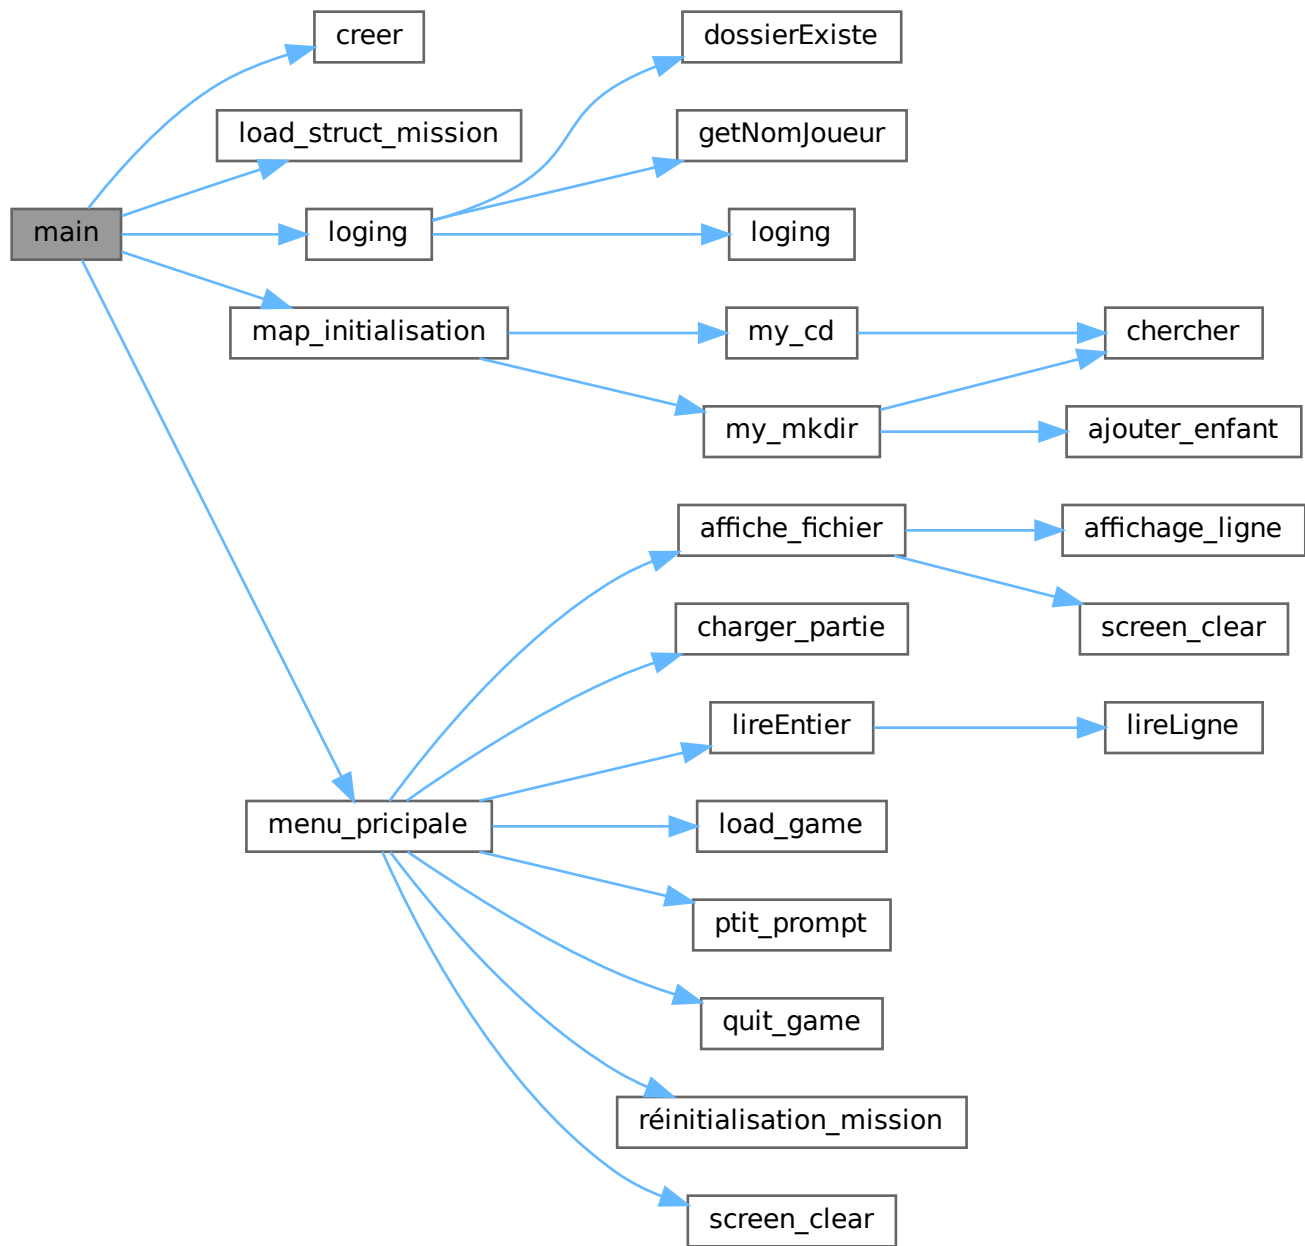 creer
dossierExiste
load_struct_mission
getNomJoueur
main
loging
loging
map_initialisation
my_cd
chercher
my_mkdir
ajouter_enfant
affiche_fichier
affichage_ligne
charger_partie
screen_clear
lireEntier
lireLigne
menu_pricipale
load_game
ptit_prompt
quit_game
réinitialisation_mission
screen_clear